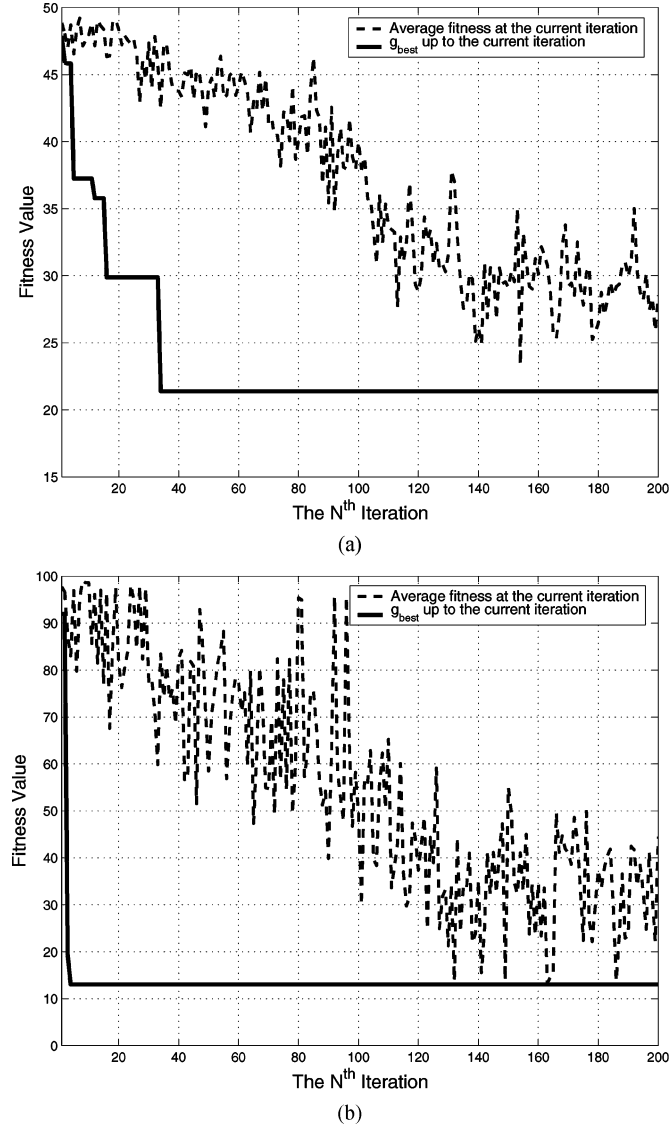 50
45
40
35
30
25
20
15
Fitness Value
Average fitness at the current iteration
gbest up to the current iteration
20 40 60 80 100 120 140 160 180 200
The Nth Iteration
(a)
100
90
80
70
60
50
40
30
20
10
0
Fitness Value
Average fitness at the current iteration
gbest up to the current iteration
20 40 60 80 100 120 140 160 180 200
The Nth Iteration
(b)